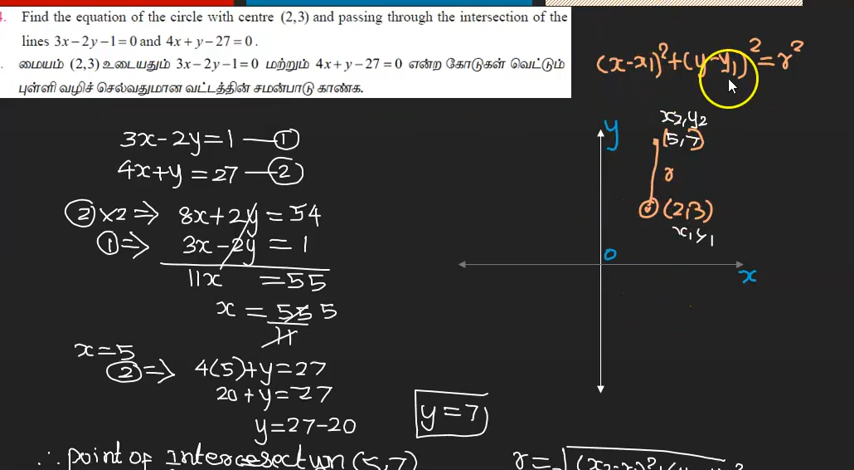 4. Find the equation of the circle with centre (2,3) and passing through the intersection of the
lines 3x−2y−1=0 and 4x+y−27=0.
மையம் (2,3) உடையதும் 3x−2y−1=0 மற்றும் 4x+y−27=0 என்ற கோடுகள் வெட்டும்
புள்ளி வழிச் செல்வதுமான வட்டத்தின் சமன்பாடு காண்க.
(x-x1)²+(y-y1)²=r²
3x-2y=1 —①
4x+y=27 —②
②×2⇒ 8x+2y=54
①⇒ 3x-2y=1
11x =55
x = 55 5
11
x=5
②⇒ 4(5)+y=27
20+y=27
y=27-20
y=7
∴ point of intercesectyn (5,7)
y
x2,y2
(5,7)
r
(2,3)
x1,y1
0
x